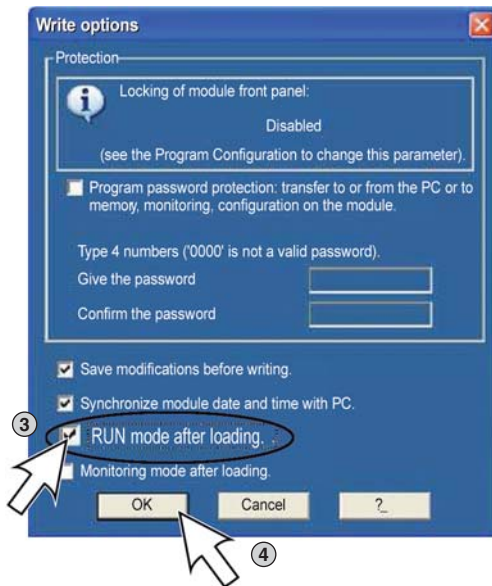 Write options
Protection
Locking of module front panel:
Disabled
(see the Program Configuration to change this parameter).
Program password protection: transfer to or from the PC or to
memory, monitoring, configuration on the module.
Type 4 numbers ('0000' is not a valid password).
Give the password
Confirm the password
Save modifications before writing.
Synchronize module date and time with PC.
3 RUN mode after loading.
Monitoring mode after loading.
OK Cancel ?_
4